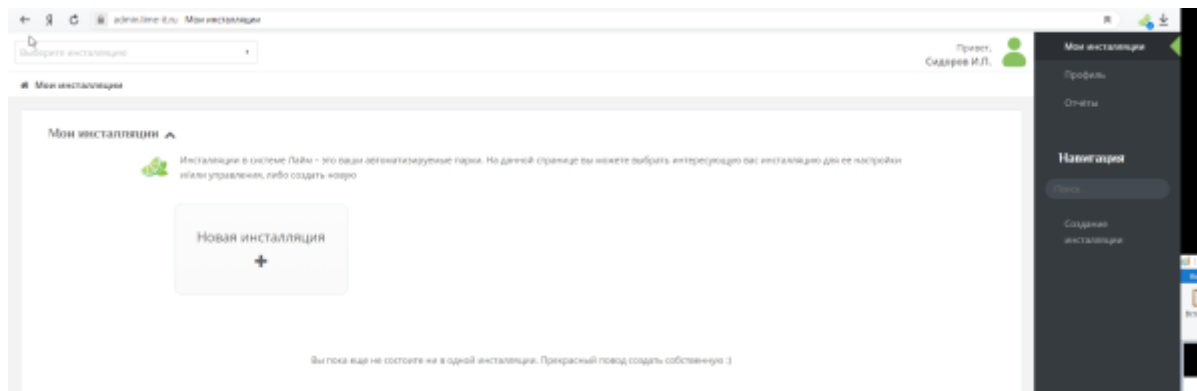 admin.lime-it.ru Мои инсталляции
Выберите инсталляцию
Привет,
Сидоров И.П.
Мои инсталляции
Мои инсталляции
Инсталляции в системе Лайм - это ваши автоматизируемые парки. На данной странице вы можете выбрать интересующую вас инсталляцию для ее настройки
и/или управления, либо создать новую
Новая инсталляция
Вы пока еще не состоите ни в одной инсталляции. Прекрасный повод создать собственную :)
Мои инсталляции
Профиль
Отчёты
Навигация
Поиск
Создание
инсталляции